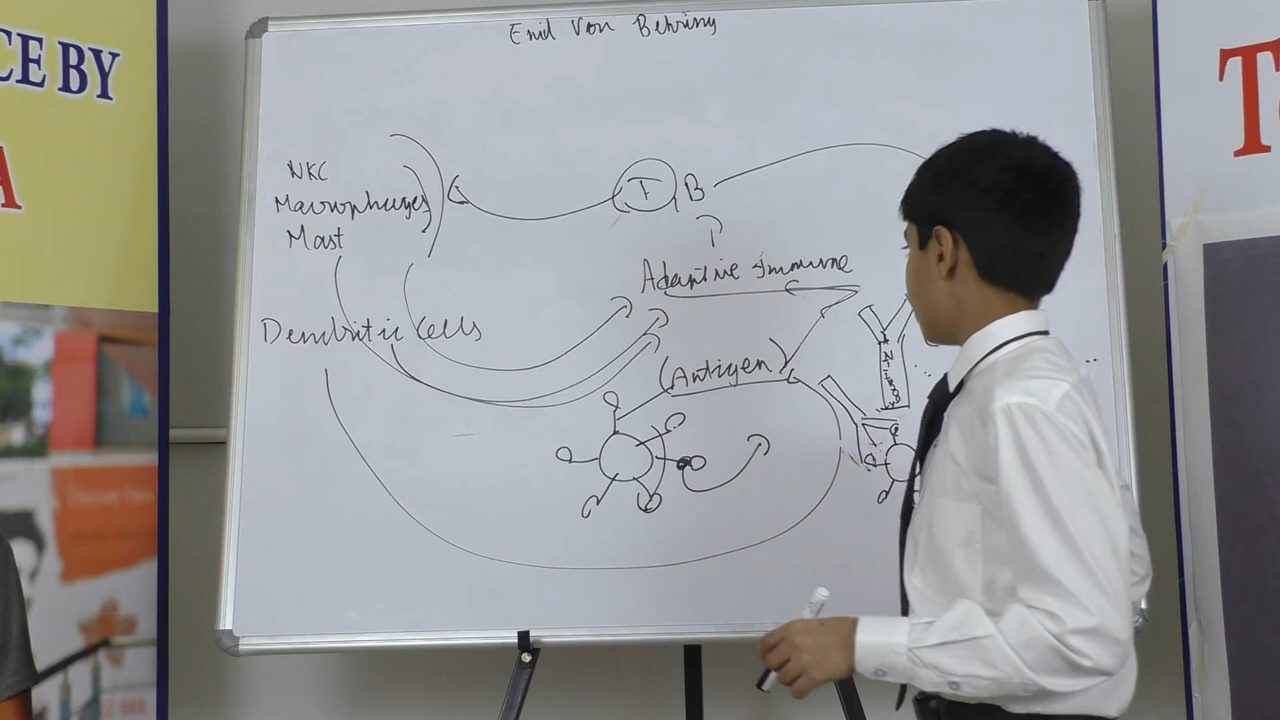 Emil Von Behring
CE BY
A
T
NKC
Macrophages
Mast
T B
Adaptive Immune
Dendritic Cells
(Antigen)